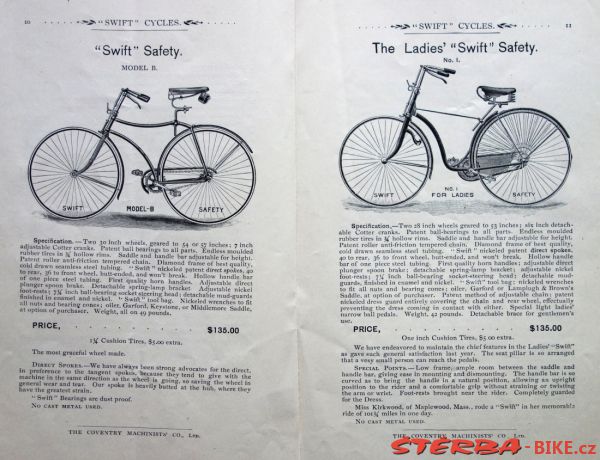 10
"SWIFT" CYCLES.
"Swift" Safety.
MODEL B.
SWIFT
MODEL-B
SAFETY
Specification.—Two 30 inch wheels, geared to 54 or 57 inches; 7 inch
adjustable Cotter cranks. Patent ball-bearings to all parts. Endless moulded
rubber tires in ⅞ hollow rims. Saddle and handle bar adjustable for height.
Patent roller anti-friction tempered chain. Diamond frame of best quality,
cold drawn seamless steel tubing. "Swift" nickeled patent direct spokes, 40
to rear, 36 to front wheel, butt-ended, and won't break. Hollow handle bar
of one piece steel tubing. First quality horn handles. Adjustable direct
plunger spoon brake. Detachable spring-hanger bracket. Adjustable nickel
foot-rests; 5¾ inch ball-bearing socket-steering head; detachable mudguards
finished in enamel and nickel. "Swift" tool bag. Nickeled wrenches to fit
all nuts and bearing cones; oiler, Garford, Keystone, or Middlemore Saddle,
at option of purchaser. Weight, all on 49 pounds.
PRICE, $135.00
1⅛ Cushion Tires, $5.00 extra.
The most graceful wheel made.
DIRECT SPOKES.—We have always been strong advocates for the direct,
in preference to the tangent spokes, because they tend to give with the
machine in the same direction as the wheel is going, so saving the wheel in
general wear and tear. Our spoke is heavily butted at the hub, where they
have the greatest strain.
"Swift" Bearings are dust proof.
NO CAST METAL USED.
THE COVENTRY MACHINISTS' CO., LTD.
"SWIFT" CYCLES.
11
The Ladies' "Swift" Safety.
No. 1.
SWIFT
NO. 1
FOR LADIES
SAFETY
Specification.—Two 28 inch wheels geared to 53 inches; six inch detach-
able Cotter cranks. Patent ball-bearings to all parts. Endless moulded
rubber tires in ⅞ hollow rims. Saddle and handle bar adjustable for height.
Patent roller anti-friction tempered chain. Diamond frame of best quality,
cold drawn seamless steel tubing. "Swift" nickeled patent direct spokes,
40 to rear, 36 to front wheel, butt-ended, and won't break. Hollow handle
bar of one piece steel tubing. First quality horn handles; adjustable direct
plunger spoon brake; detachable spring-lamp bracket; adjustable nickel
foot-rests; 5¾ inch ball-bearing socket-steering head; detachable mud-
guards, finished in enamel and nickel. "Swift" tool bag; nickeled wrenches
to fit all nuts and bearing cones; oiler. Garford or Lamplugh & Brown's
Saddle, at option of purchaser. Patent method of adjustable chain; patent
nickeled dress guard entirely covering the chain and rear wheel, effectually
preventing the dress coming in contact with either. Special light ladies'
narrow ball pedals. Weight, 42 pounds. Detachable brace for gentlemen's
use.
PRICE, $135.00
One inch Cushion Tires, $5.00 extra.
We have endeavored to maintain the chief features in the Ladies' "Swift"
as gave such general satisfaction last year. The seat pillar is so arranged
that a very small person can reach the pedals.
SPECIAL POINTS.—Low frame, ample room between the saddle and
handle bar, giving ease in mounting and dismounting. The handle bar is so
curved as to bring the handle in a natural position, allowing an upright
position to the rider and a comfortable grip without straining or twisting
the arm or wrist. Foot-rests brought near the rider. Completely guarded
for the Dress.
Miss Kirkwood, of Maplewood, Mass., rode a "Swift" in her memorable
ride of 101¾ miles in one day.
NO CAST METAL USED.
THE COVENTRY MACHINISTS' CO., LTD.
STERBA-BIKE.cz